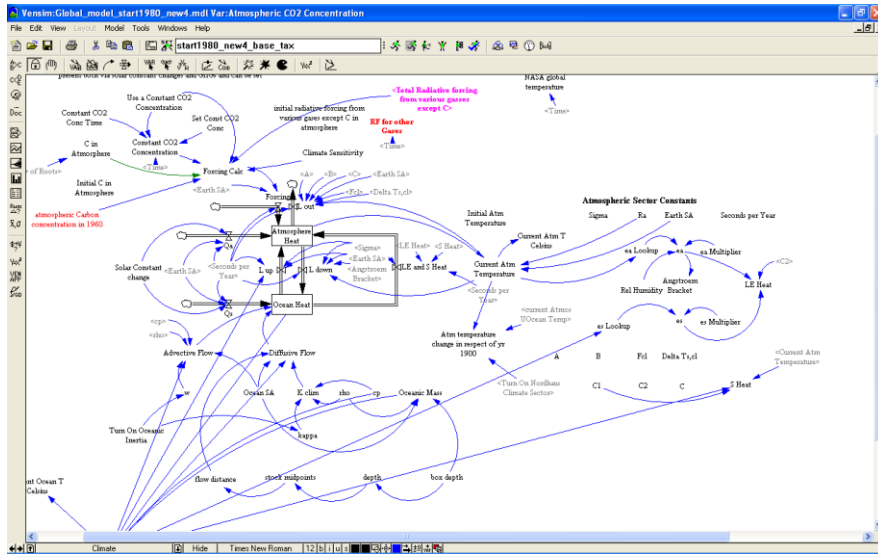 Vensim:Global_model_start1980_new4.mdl Var:Atmospheric CO2 Concentration
File Edit View Layout Model Tools Windows Help
start1980_new4_base_tax
present both via solar constant changes and GHGs and can be set
Use a Constant CO2
Concentration
Constant CO2
Conc Time
Set Const CO2
Conc
initial radiative forcing from
various gases except C in
atmosphere
<Total Radiative forcing
from various gasses
except C>
NASA global
temperature
<Time>
RF for other
Gases
<Time>
C in
Atmosphere
Constant CO2
Concentration
<Time>
Climate Sensitivity
r of Roots>
Forcing Calc
Initial C in
Atmosphere
<Earth SA>
Forcing
<A>
<B>
<C>
<Earth SA>
<Fcl>
<Delta Ts,cl>
L out
atmospheric Carbon
concentration in 1960
Atmospheric Sector Constants
Sigma
Ra
Earth SA
Seconds per Year
Initial Atm
Temperature
Atmosphere
Heat
Qa
Current Atm T
Celsius
ea Lookup
ea
ea Multiplier
Solar Constant
change
<Earth SA>
<Seconds per
Year>
L up
L down
<Sigma>
<Earth SA>
<Angstroem
Bracket>
<LE Heat>
<S Heat>
LE and S Heat
Current Atm
Temperature
<Seconds per
Year>
Rel Humidity
Angstroem
Bracket
LE Heat
<C2>
Qs
Ocean Heat
<cp>
<rho>
<current Atmos
UOcean Temp>
es Lookup
es
es Multiplier
Atm temperature
change in respect of yr
1900
Advective Flow
Diffusive Flow
A
B
Fcl
Delta Ts,cl
<Current Atm
Temperature>
<Turn On Nordhaus
Climate Sector>
C1
C2
C
S Heat
w
Ocean SA
K clim
rho
cp
Oceanic Mass
Turn On Oceanic
Inertia
kappa
flow distance
stock midpoints
depth
box depth
ent Ocean T
Celsius
Climate
Hide
Times New Roman
12 b i u s